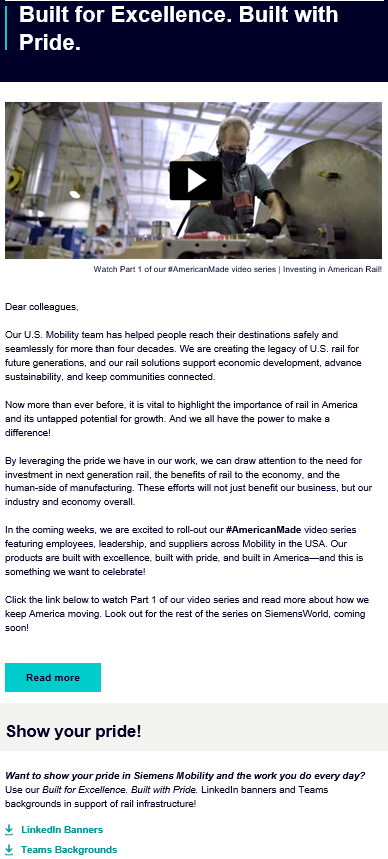 Built for Excellence. Built with
Pride.
Watch Part 1 of our #AmericanMade video series | Investing in American Rail!
Dear colleagues,
Our U.S. Mobility team has helped people reach their destinations safely and
seamlessly for more than four decades. We are creating the legacy of U.S. rail for
future generations, and our rail solutions support economic development, advance
sustainability, and keep communities connected.
Now more than ever before, it is vital to highlight the importance of rail in America
and its untapped potential for growth. And we all have the power to make a
difference!
By leveraging the pride we have in our work, we can draw attention to the need for
investment in next generation rail, the benefits of rail to the economy, and the
human-side of manufacturing. These efforts will not just benefit our business, but our
industry and economy overall.
In the coming weeks, we are excited to roll-out our #AmericanMade video series
featuring employees, leadership, and suppliers across Mobility in the USA. Our
products are built with excellence, built with pride, and built in America—and this is
something we want to celebrate!
Click the link below to watch Part 1 of our video series and read more about how we
keep America moving. Look out for the rest of the series on SiemensWorld, coming
soon!
Read more
Show your pride!
Want to show your pride in Siemens Mobility and the work you do every day?
Use our Built for Excellence. Built with Pride. LinkedIn banners and Teams
backgrounds in support of rail infrastructure!
LinkedIn Banners
Teams Backgrounds